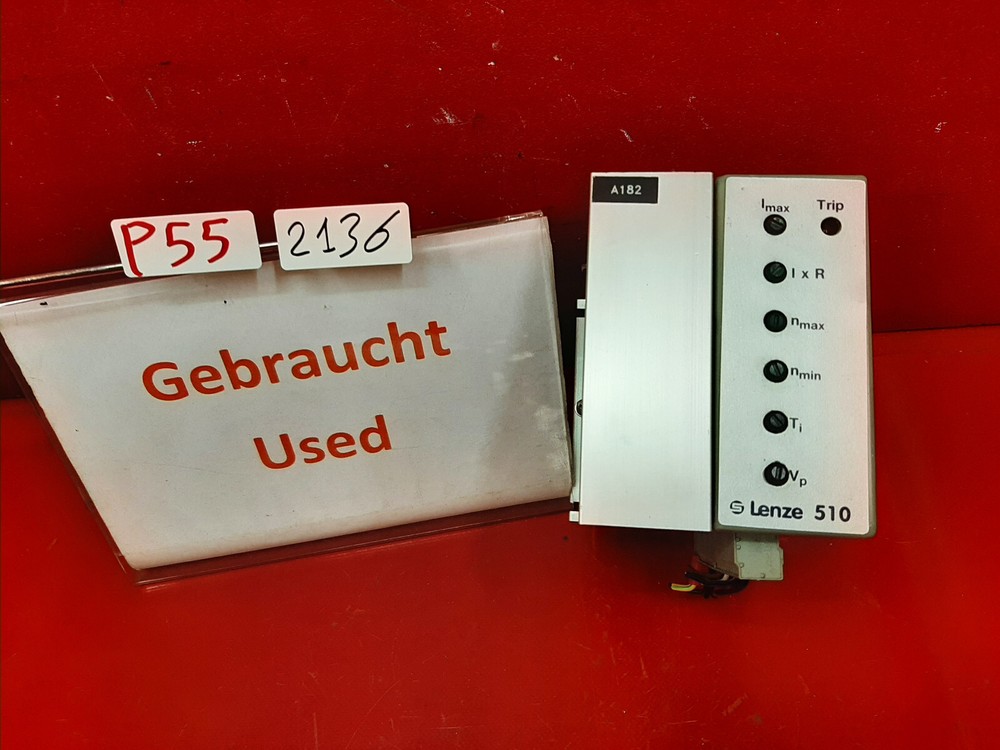 P55
2136
Gebraucht
Used
A182
Imax Trip
I x R
nmax
nmin
Ti
Vp
Lenze 510